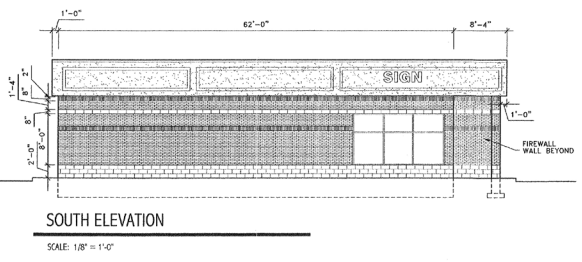 1'-0"
62'-0"
8'-4"
SIGN
2"
1'-4"
8"
8"
8'-0"
2'-0"
1'-0"
FIREWALL
WALL BEYOND
SOUTH ELEVATION
SCALE: 1/8" = 1'-0"